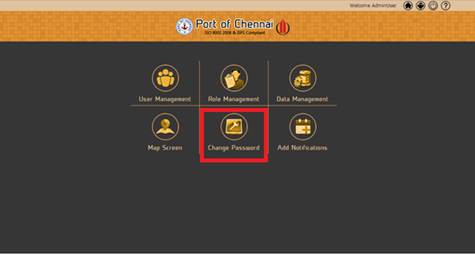 Welcome AdminUser
Port of Chennai
ISO 9001 2008 & ISPS Compliant
User Management Role Management Data Management
Map Screen Change Password Add Notifications